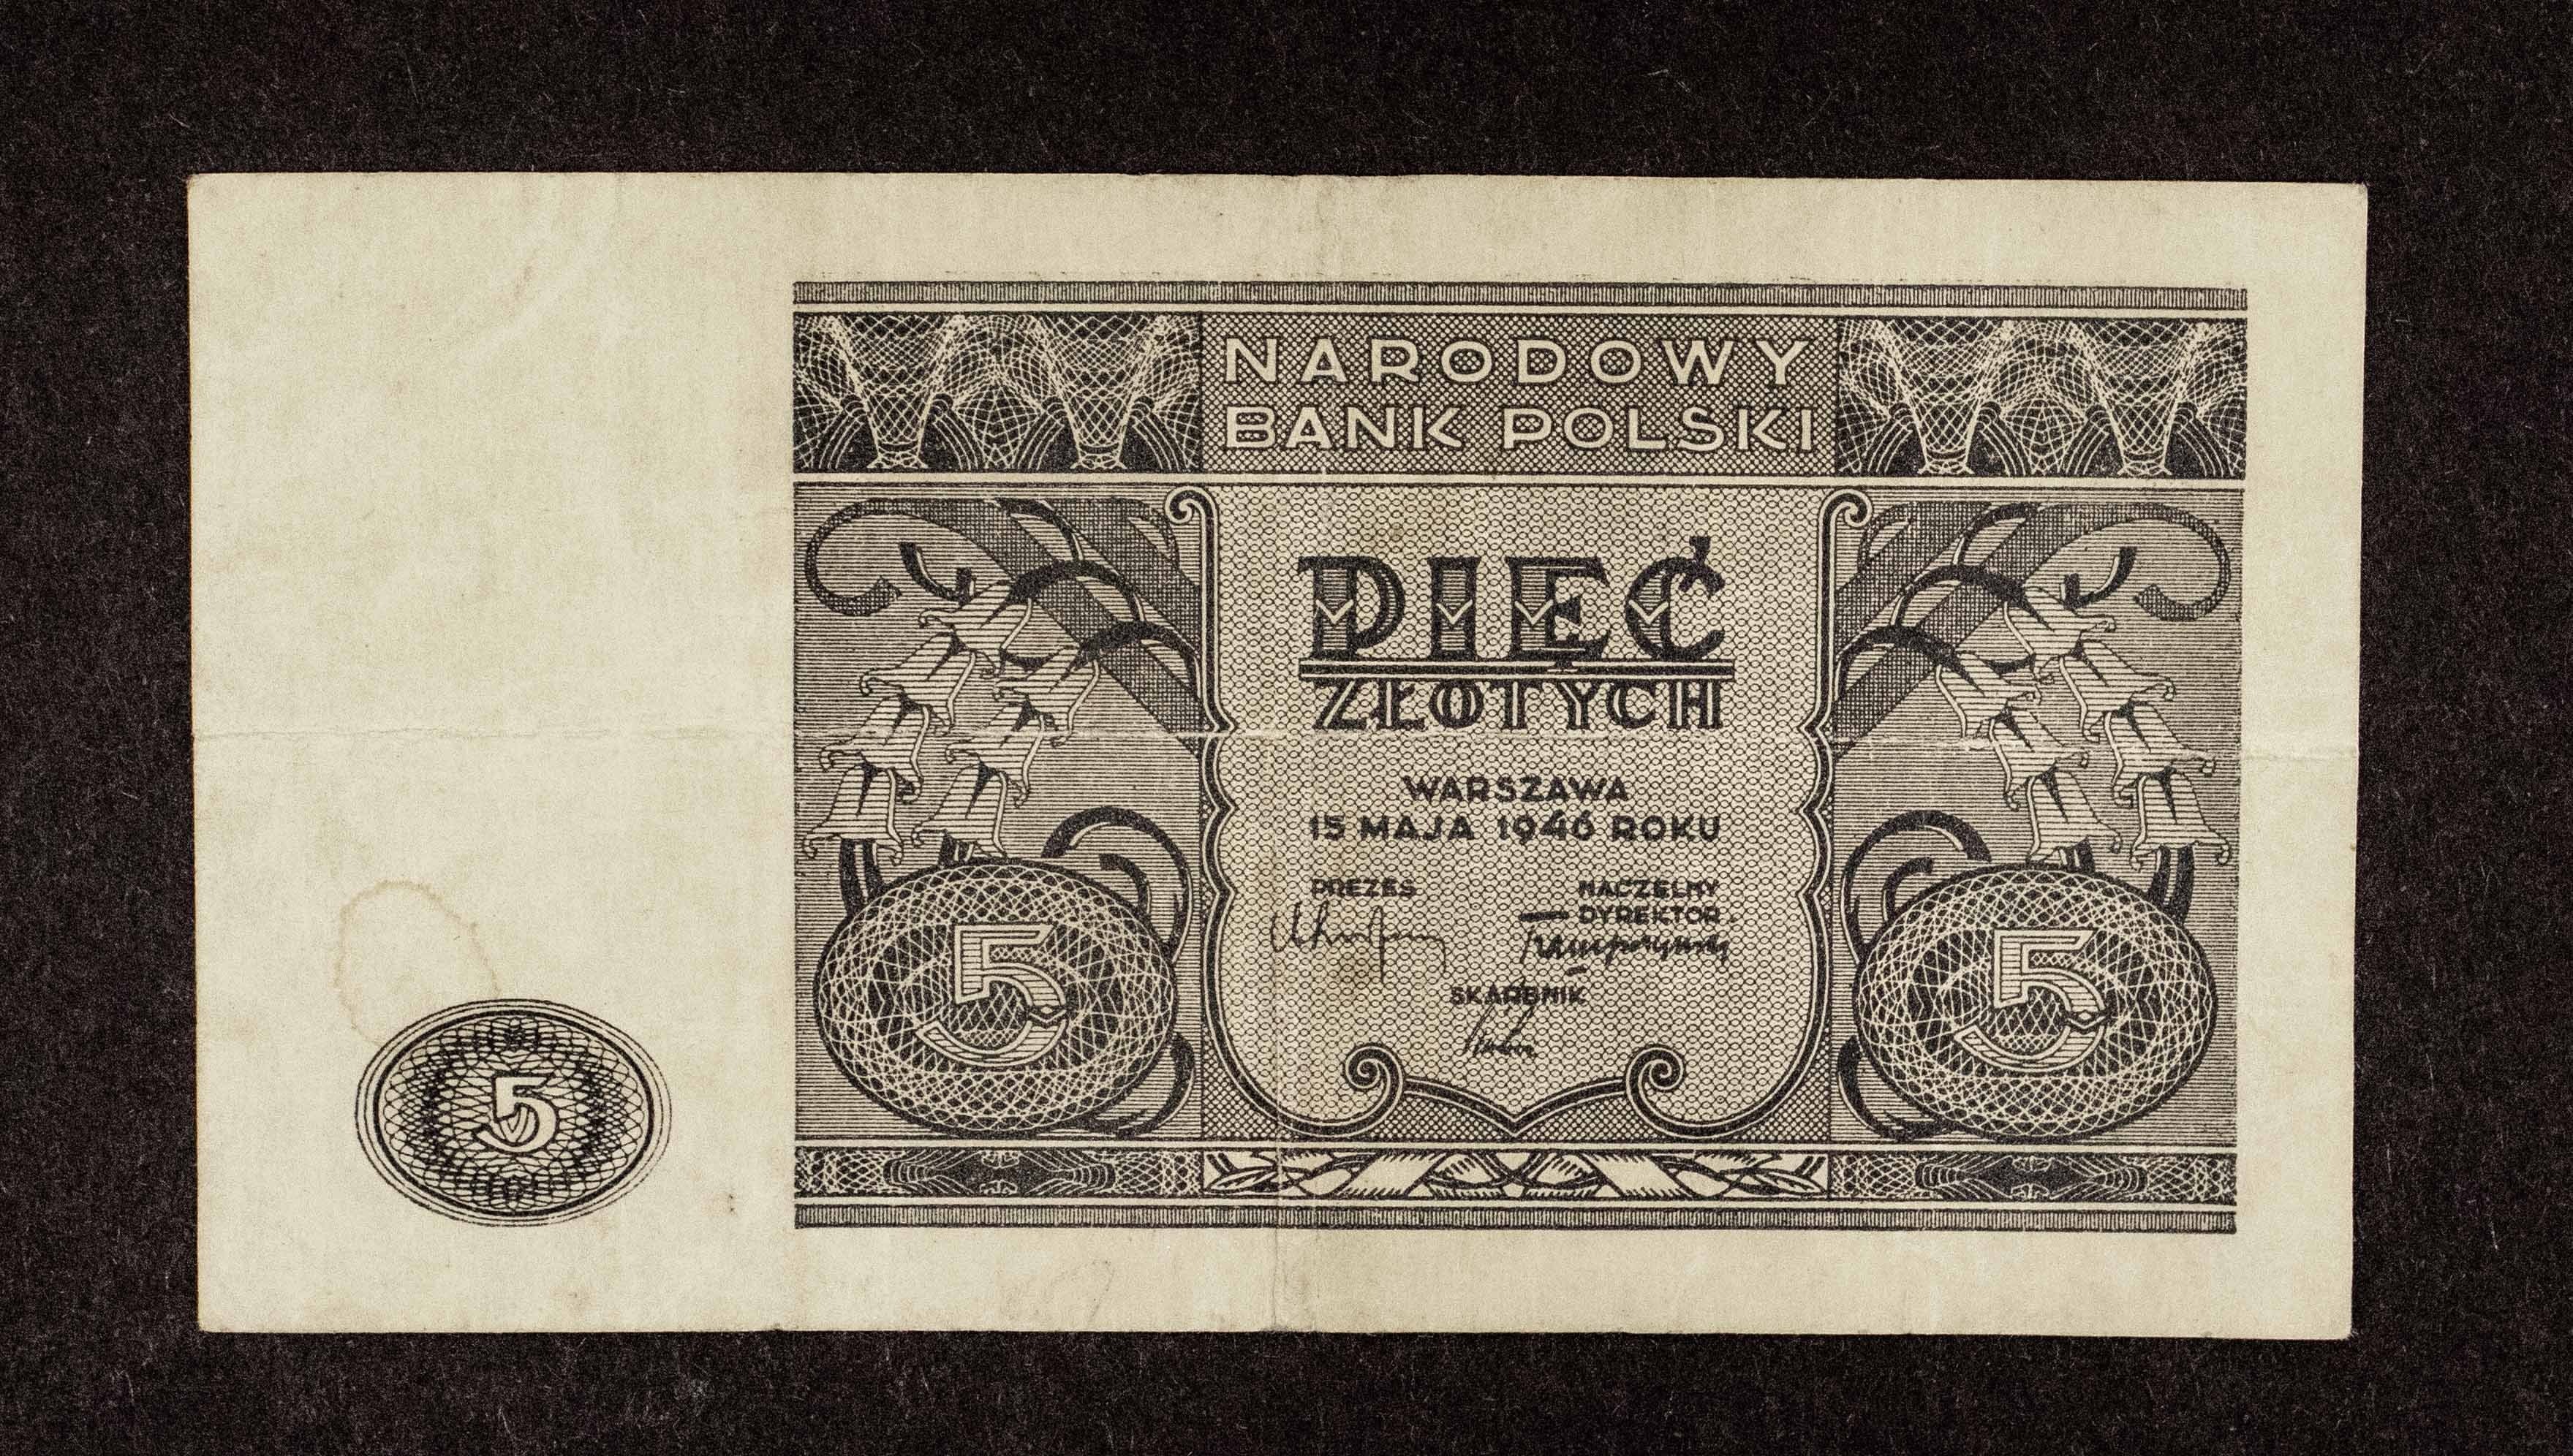 NARODOWY
BANK POLSKI
PIĘĆ
ZŁOTYCH
WARSZAWA
15 MAJA 1946 ROKU
PREZES
NACZELNY
DYREKTOR
SKARBNIK
5
5
5